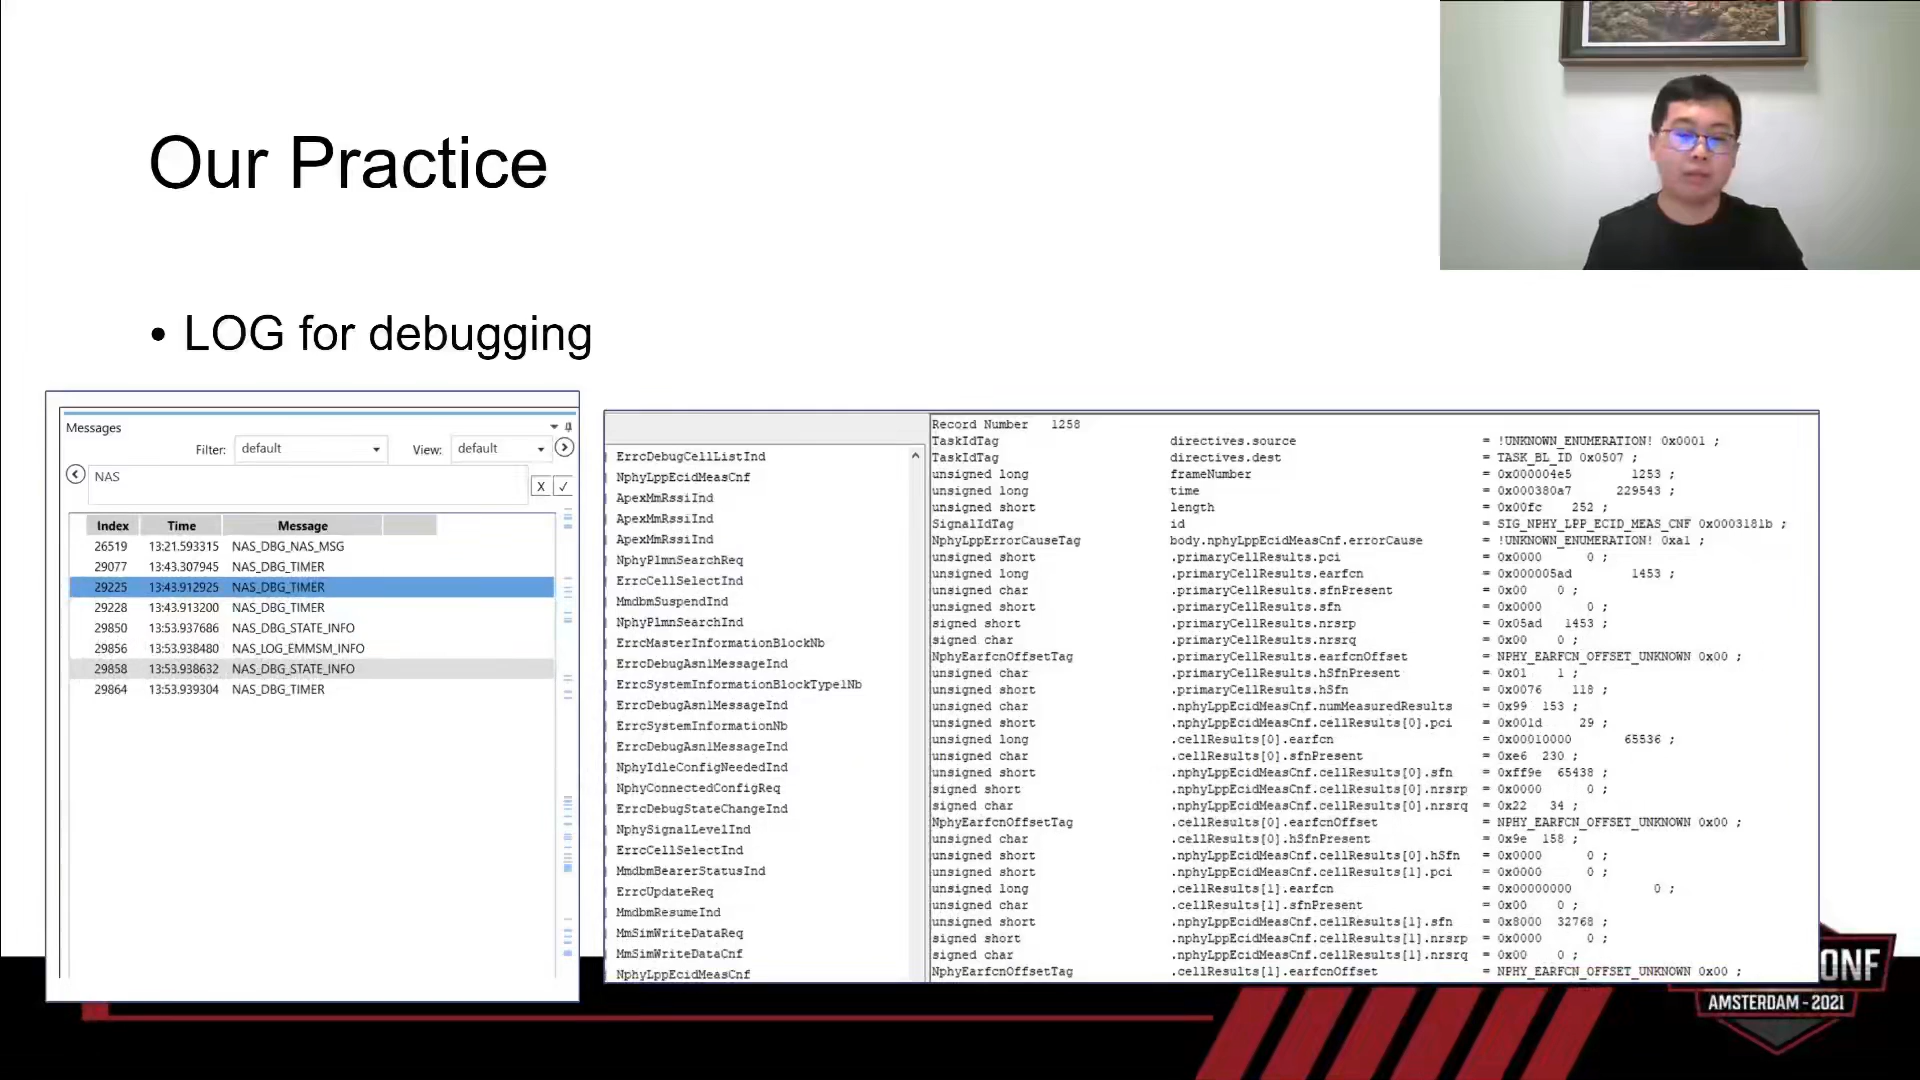 Our Practice
• LOG for debugging
Messages
Filter: default View: default
NAS
X ✓
Index Time Message
26519 13:21.593315 NAS_DBG_NAS_MSG
29077 13:43.307945 NAS_DBG_TIMER
29225 13:43.912925 NAS_DBG_TIMER
29228 13:43.913200 NAS_DBG_TIMER
29850 13:53.937686 NAS_DBG_STATE_INFO
29856 13:53.938480 NAS_LOG_EMMSM_INFO
29858 13:53.938632 NAS_DBG_STATE_INFO
29864 13:53.939304 NAS_DBG_TIMER
ErrcDebugCellListInd
NphyLppEcidMeasCnf
ApexMmRssiInd
ApexMmRssiInd
ApexMmRssiInd
NphyPlmnSearchReq
ErrcCellSelectInd
MmdbmSuspendInd
NphyPlmnSearchInd
ErrcMasterInformationBlockNb
ErrcDebugAsn1MessageInd
ErrcSystemInformationBlockType1Nb
ErrcDebugAsn1MessageInd
ErrcSystemInformationNb
ErrcDebugAsn1MessageInd
NphyIdleConfigNeededInd
NphyConnectedConfigReq
ErrcDebugStateChangeInd
NphySignalLevelInd
ErrcCellSelectInd
MmdbmBearerStatusInd
ErrcUpdateReq
MmdbmResumeInd
MmSimWriteDataReq
MmSimWriteDataCnf
NphyLppEcidMeasCnf
Record Number 1258
TaskIdTag directives.source = !UNKNOWN_ENUMERATION! 0x0001 ;
TaskIdTag directives.dest = TASK_BL_ID 0x0507 ;
unsigned long frameNumber = 0x000004e5 1253 ;
unsigned long time = 0x000380a7 229543 ;
unsigned short length = 0x00fc 252 ;
SignalIdTag id = SIG_NPHY_LPP_ECID_MEAS_CNF 0x0003181b ;
NphyLppErrorCauseTag body.nphyLppEcidMeasCnf.errorCause = !UNKNOWN_ENUMERATION! 0xa1 ;
unsigned short .primaryCellResults.pci = 0x0000 0 ;
unsigned long .primaryCellResults.earfcn = 0x000005ad 1453 ;
unsigned char .primaryCellResults.sfnPresent = 0x00 0 ;
unsigned short .primaryCellResults.sfn = 0x0000 0 ;
signed short .primaryCellResults.nrsrp = 0x05ad 1453 ;
signed char .primaryCellResults.nrsrq = 0x00 0 ;
NphyEarfcnOffsetTag .primaryCellResults.earfcnOffset = NPHY_EARFCN_OFFSET_UNKNOWN 0x00 ;
unsigned char .primaryCellResults.hSfnPresent = 0x01 1 ;
unsigned short .primaryCellResults.hSfn = 0x0076 118 ;
unsigned char .nphyLppEcidMeasCnf.numMeasuredResults = 0x99 153 ;
unsigned short .nphyLppEcidMeasCnf.cellResults[0].pci = 0x001d 29 ;
unsigned long .cellResults[0].earfcn = 0x00010000 65536 ;
unsigned char .cellResults[0].sfnPresent = 0xe6 230 ;
unsigned short .nphyLppEcidMeasCnf.cellResults[0].sfn = 0xff9e 65438 ;
signed short .nphyLppEcidMeasCnf.cellResults[0].nrsrp = 0x0000 0 ;
signed char .nphyLppEcidMeasCnf.cellResults[0].nrsrq = 0x22 34 ;
NphyEarfcnOffsetTag .cellResults[0].earfcnOffset = NPHY_EARFCN_OFFSET_UNKNOWN 0x00 ;
unsigned char .cellResults[0].hSfnPresent = 0x9e 158 ;
unsigned short .nphyLppEcidMeasCnf.cellResults[0].hSfn = 0x0000 0 ;
unsigned short .nphyLppEcidMeasCnf.cellResults[1].pci = 0x0000 0 ;
unsigned long .cellResults[1].earfcn = 0x00000000 0 ;
unsigned char .cellResults[1].sfnPresent = 0x00 0 ;
unsigned short .nphyLppEcidMeasCnf.cellResults[1].sfn = 0x8000 32768 ;
signed short .nphyLppEcidMeasCnf.cellResults[1].nrsrp = 0x0000 0 ;
signed char .nphyLppEcidMeasCnf.cellResults[1].nrsrq = 0x00 0 ;
NphyEarfcnOffsetTag .cellResults[1].earfcnOffset = NPHY_EARFCN_OFFSET_UNKNOWN 0x00 ;
ONF
AMSTERDAM - 2021